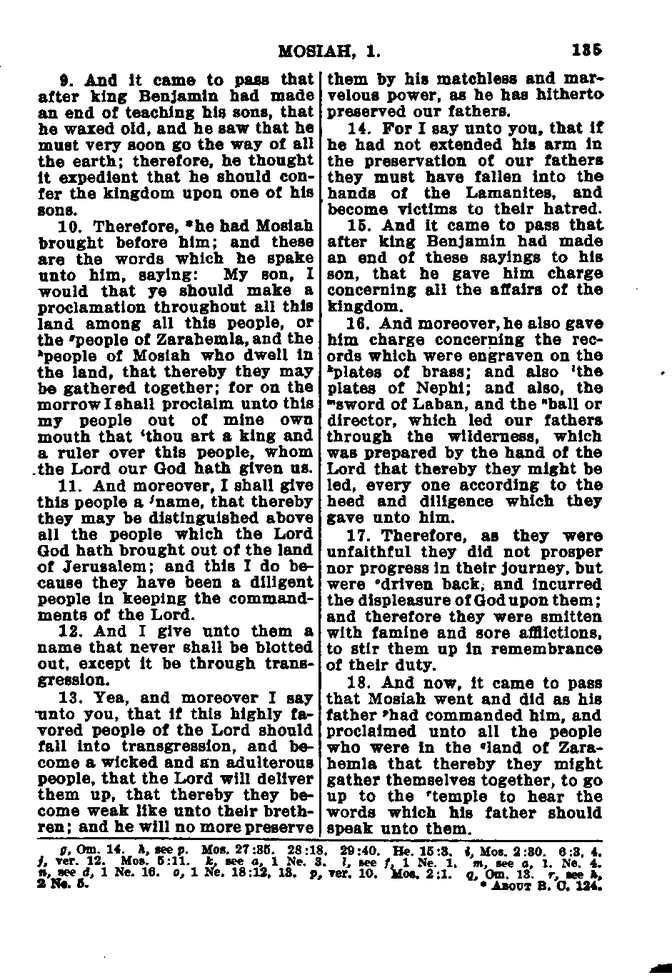 MOSIAH, 1. 135
9. And it came to pass that
after king Benjamin had made
an end of teaching his sons, that
he waxed old, and he saw that he
must very soon go the way of all
the earth; therefore, he thought
it expedient that he should con-
fer the kingdom upon one of his
sons.
10. Therefore, *he had Mosiah
brought before him; and these
are the words which he spake
unto him, saying: My son, I
would that ye should make a
proclamation throughout all this
land among all this people, or
the ᵍpeople of Zarahemla, and the
ʰpeople of Mosiah who dwell in
the land, that thereby they may
be gathered together; for on the
morrow I shall proclaim unto this
my people out of mine own
mouth that ⁱthou art a king and
a ruler over this people, whom
the Lord our God hath given us.
11. And moreover, I shall give
this people a ʲname, that thereby
they may be distinguished above
all the people which the Lord
God hath brought out of the land
of Jerusalem; and this I do be-
cause they have been a diligent
people in keeping the command-
ments of the Lord.
12. And I give unto them a
name that never shall be blotted
out, except it be through trans-
gression.
13. Yea, and moreover I say
unto you, that if this highly fa-
vored people of the Lord should
fall into transgression, and be-
come a wicked and an adulterous
people, that the Lord will deliver
them up, that thereby they be-
come weak like unto their breth-
ren; and he will no more preserve
them by his matchless and mar-
velous power, as he has hitherto
preserved our fathers.
14. For I say unto you, that if
he had not extended his arm in
the preservation of our fathers
they must have fallen into the
hands of the Lamanites, and
become victims to their hatred.
15. And it came to pass that
after king Benjamin had made
an end of these sayings to his
son, that he gave him charge
concerning all the affairs of the
kingdom.
16. And moreover, he also gave
him charge concerning the rec-
ords which were engraven on the
ᵏplates of brass; and also ˡthe
plates of Nephi; and also, the
ᵐsword of Laban, and the ⁿball or
director, which led our fathers
through the wilderness, which
was prepared by the hand of the
Lord that thereby they might be
led, every one according to the
heed and diligence which they
gave unto him.
17. Therefore, as they were
unfaithful they did not prosper
nor progress in their journey, but
were ᵒdriven back, and incurred
the displeasure of God upon them;
and therefore they were smitten
with famine and sore afflictions,
to stir them up in remembrance
of their duty.
18. And now, it came to pass
that Mosiah went and did as his
father ᵖhad commanded him, and
proclaimed unto all the people
who were in the ᑫland of Zara-
hemla that thereby they might
gather themselves together, to go
up to the ʳtemple to hear the
words which his father should
speak unto them.
g, Om. 14. h, see p. Mos. 27:35. 28:18. 29:40. He. 15:3. i, Mos. 2:30. 6:3, 4.
j, ver. 12. Mos. 5:11. k, see a, 1 Ne. 3. l, see f, 1 Ne. 1. m, see a, 1. Ne. 4.
n, see d, 1 Ne. 16. o, 1 Ne. 18:12, 13. p, ver. 10. Mos. 2:1. q, Om. 13. r, see h,
2 Ne. 5. * ABOUT B. C. 124.